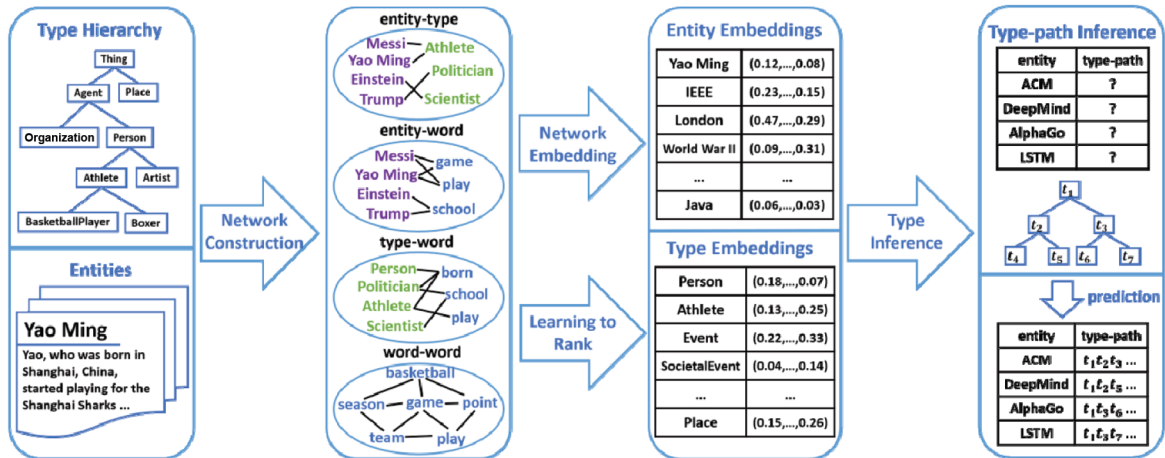 Type Hierarchy
Thing
Agent Place
Organization Person
Athlete Artist
BasketballPlayer Boxer
Entities
Yao Ming
Yao, who was born in
Shanghai, China,
started playing for the
Shanghai Sharks ...
Network
Construction
entity-type
Messi Athlete
Yao Ming
Politician
Einstein
Trump Scientist
entity-word
Messi game
Yao Ming play
Einstein
Trump school
type-word
Person born
Politician school
Athlete play
Scientist
word-word
basketball
season game point
team play
Network
Embedding
Learning to
Rank
Entity Embeddings
Yao Ming (0.12,...,0.08)
IEEE (0.23,...,0.15)
London (0.47,...,0.29)
World War II (0.09,...,0.31)
... ...
Java (0.06,...,0.03)
Type Embeddings
Person (0.18,...,0.07)
Athlete (0.13,...,0.25)
Event (0.22,...,0.33)
SocietalEvent (0.04,...,0.14)
... ...
Place (0.15,...,0.26)
Type
Inference
Type-path Inference
entity type-path
ACM ?
DeepMind ?
AlphaGo ?
LSTM ?
t₁
t₂ t₃
t₄ t₅ t₆ t₇
prediction
entity type-path
ACM t₁t₂t₃ ...
DeepMind t₁t₂t₅ ...
AlphaGo t₁t₃t₆ ...
LSTM t₁t₃t₇ ...